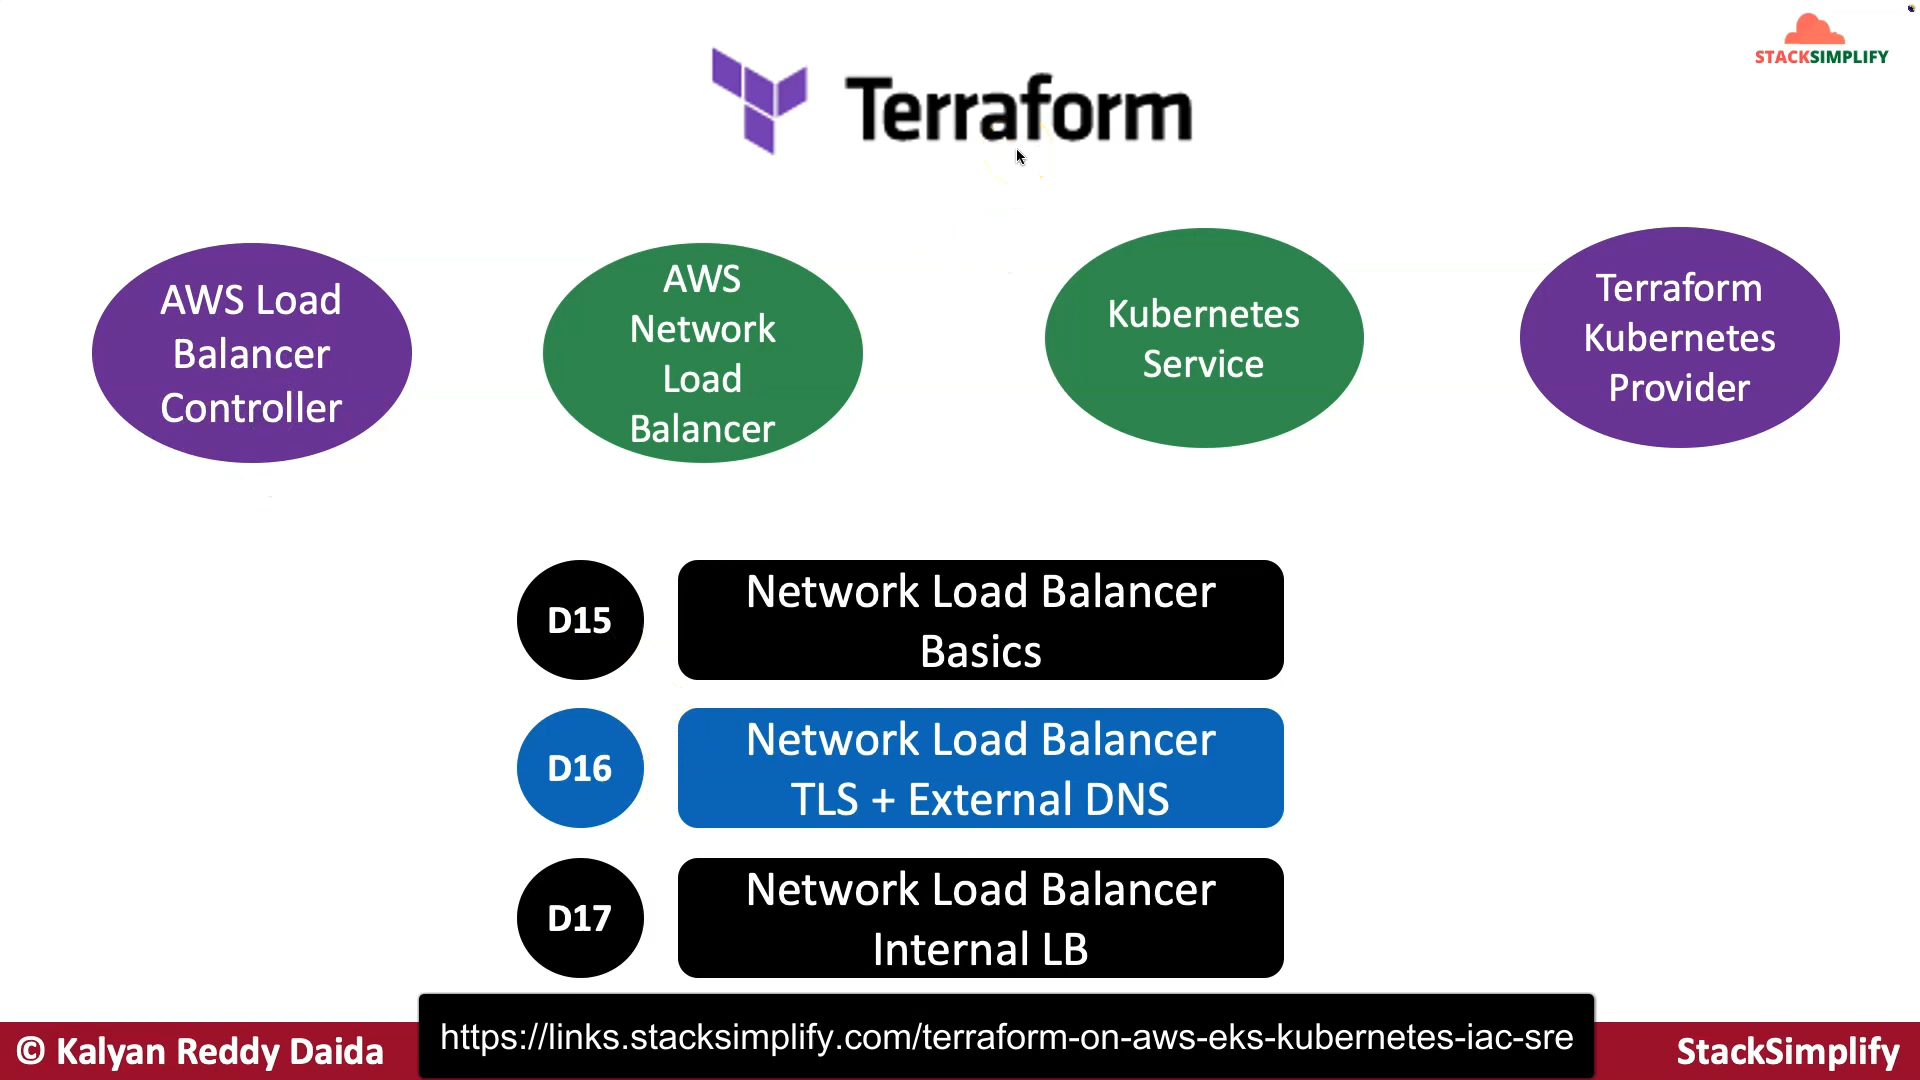 STACKSIMPLIFY
Terraform
AWS Load
Balancer
Controller
AWS
Network
Load
Balancer
Kubernetes
Service
Terraform
Kubernetes
Provider
D15
Network Load Balancer
Basics
D16
Network Load Balancer
TLS + External DNS
D17
Network Load Balancer
Internal LB
© Kalyan Reddy Daida
https://links.stacksimplify.com/terraform-on-aws-eks-kubernetes-iac-sre
StackSimplify